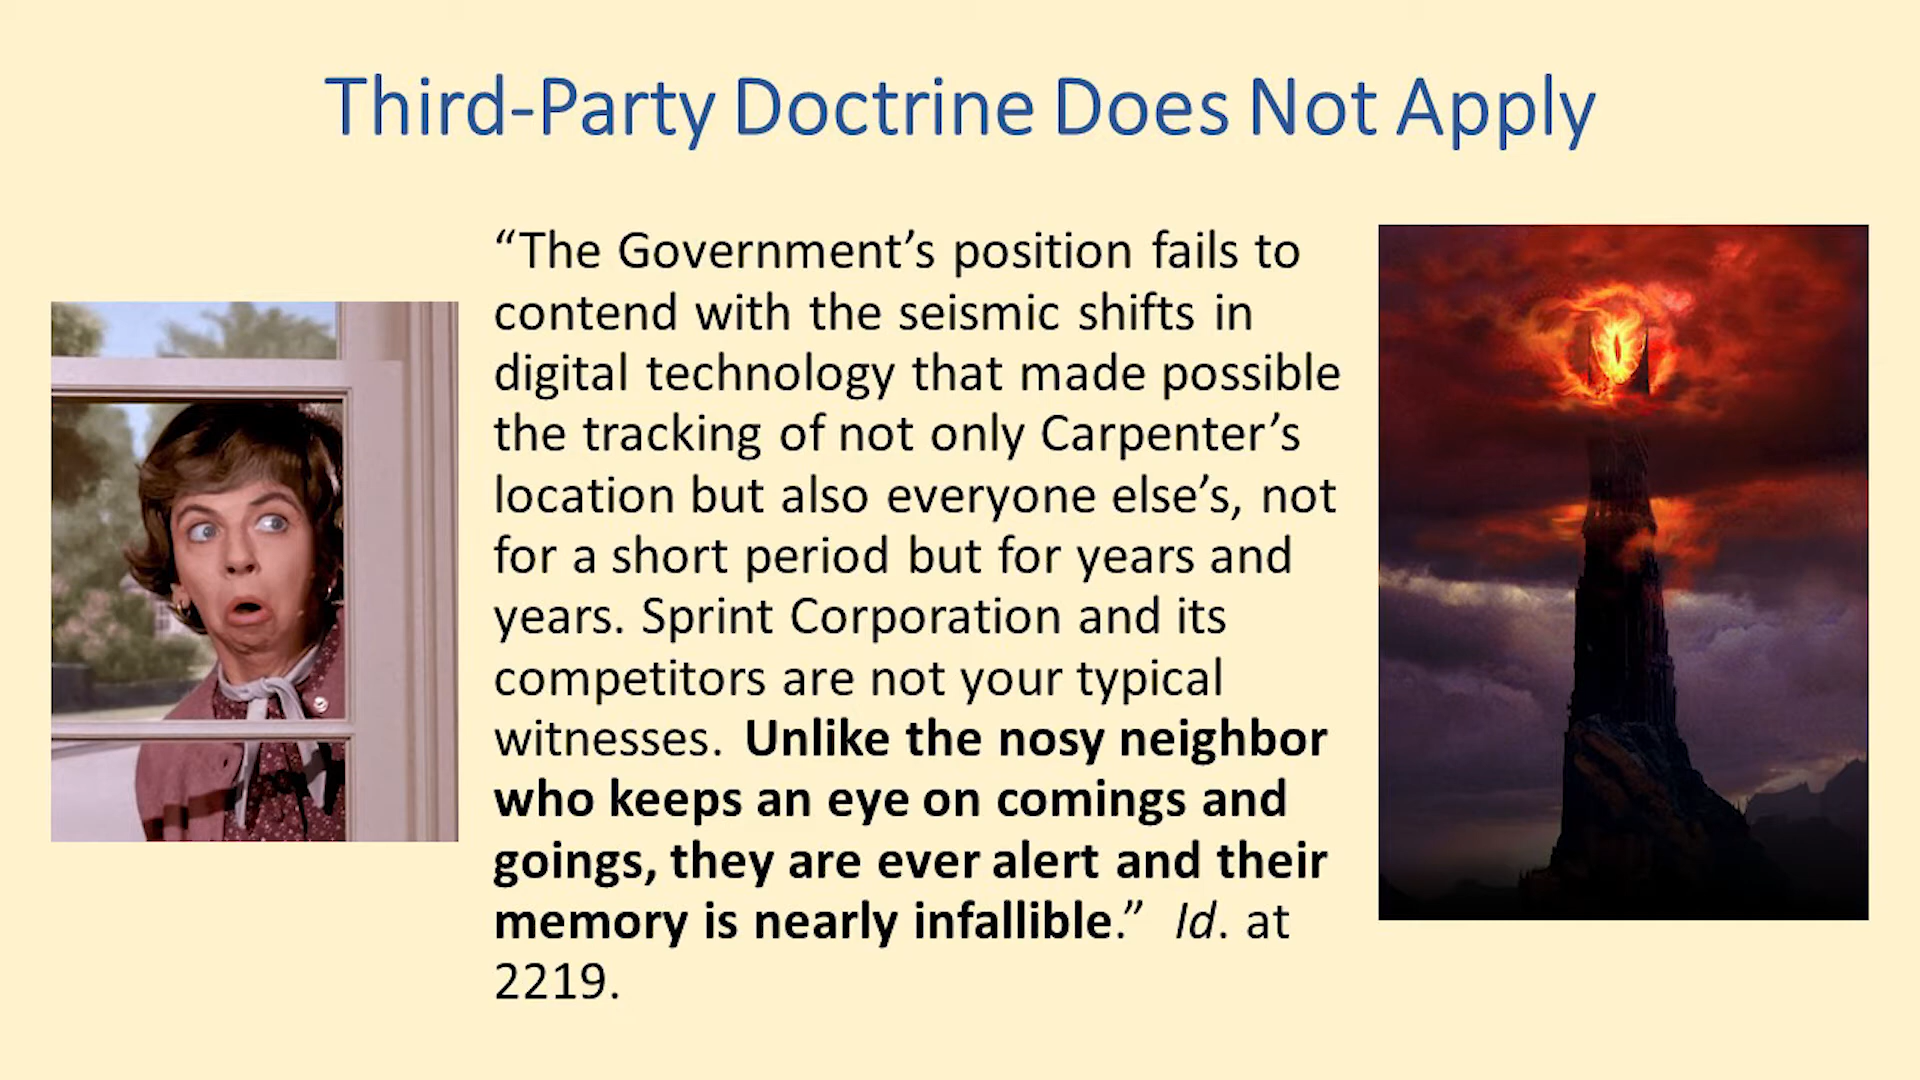 Third-Party Doctrine Does Not Apply
“The Government’s position fails to
contend with the seismic shifts in
digital technology that made possible
the tracking of not only Carpenter’s
location but also everyone else’s, not
for a short period but for years and
years. Sprint Corporation and its
competitors are not your typical
witnesses. Unlike the nosy neighbor
who keeps an eye on comings and
goings, they are ever alert and their
memory is nearly infallible.” Id. at
2219.